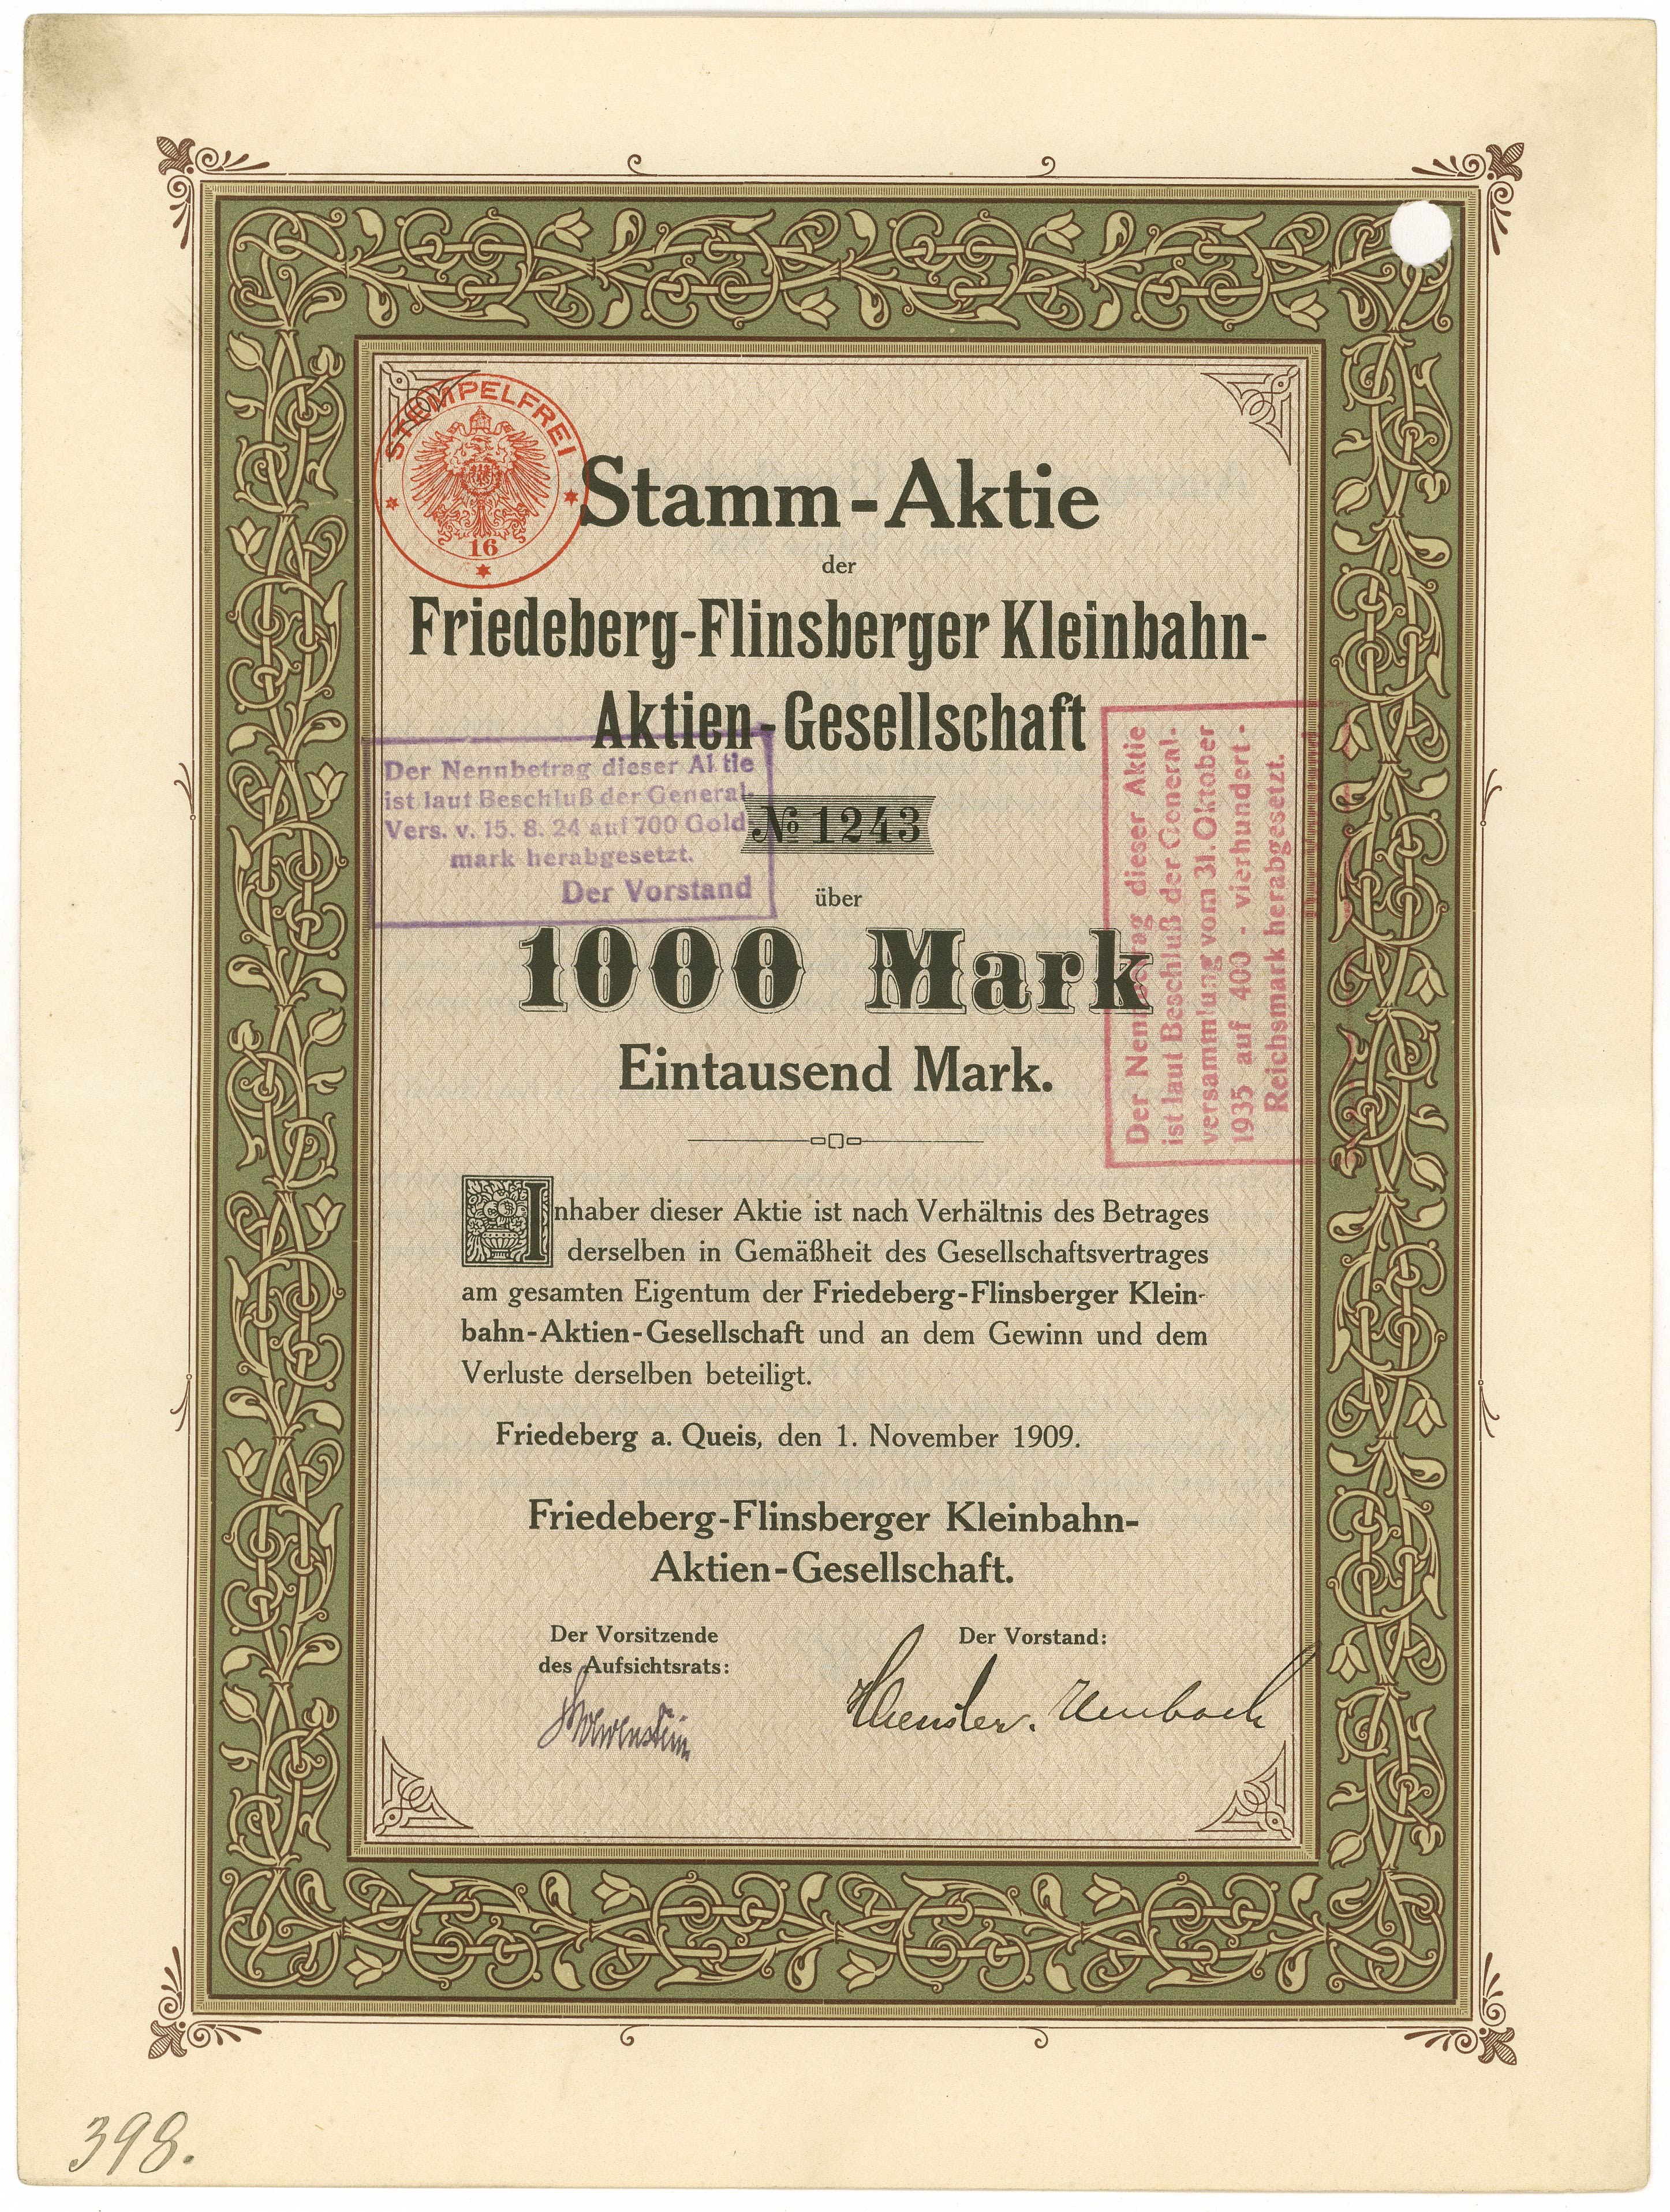 STEMPELFREI
16
Stamm-Aktie
der
Friedeberg-Flinsberger Kleinbahn-
Aktien-Gesellschaft
Der Nennbetrag dieser Aktie
ist laut Beschluß der General-
Vers. v. 15. 8. 24 auf 700 Gold
mark herabgesetzt.
Der Vorstand
№ 1243
über
1000 Mark
Eintausend Mark.
Der Nennbetrag dieser Aktie
ist laut Beschluß der General-
versammlung vom 31. Oktober
1935 auf 400 - vierhundert -
Reichsmark herabgesetzt.
Inhaber dieser Aktie ist nach Verhältnis des Betrages
derselben in Gemäßheit des Gesellschaftsvertrages
am gesamten Eigentum der Friedeberg-Flinsberger Klein-
bahn-Aktien-Gesellschaft und an dem Gewinn und dem
Verluste derselben beteiligt.
Friedeberg a. Queis, den 1. November 1909.
Friedeberg-Flinsberger Kleinbahn-
Aktien-Gesellschaft.
Der Vorsitzende
des Aufsichtsrats:
Der Vorstand:
398.